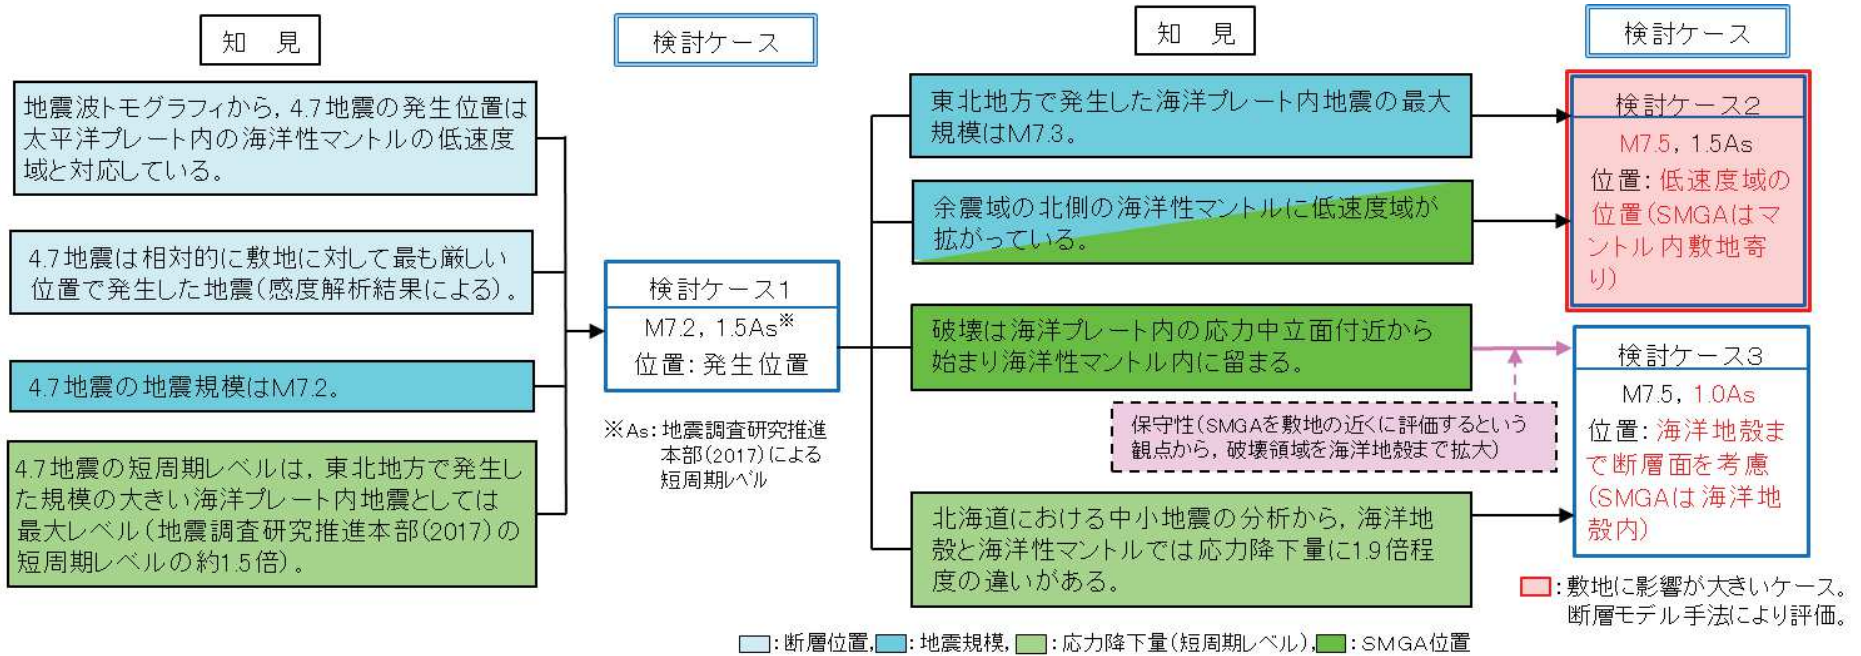 知　見
地震波トモグラフィから，4.7地震の発生位置は
太平洋プレート内の海洋性マントルの低速度
域と対応している。
4.7地震は相対的に敷地に対して最も厳しい
位置で発生した地震（感度解析結果による）。
4.7地震の地震規模はM7.2。
4.7地震の短周期レベルは，東北地方で発生し
た規模の大きい海洋プレート内地震としては
最大レベル（地震調査研究推進本部(2017)の
短周期レベルの約1.5倍）。
検討ケース
検討ケース1
M7.2，1.5As※
位置：発生位置
※As：地震調査研究推進
本部(2017)による
短周期レベル
知　見
東北地方で発生した海洋プレート内地震の最大
規模はM7.3。
余震域の北側の海洋性マントルに低速度域が
拡がっている。
破壊は海洋プレート内の応力中立面付近から
始まり海洋性マントル内に留まる。
保守性（SMGAを敷地の近くに評価するという
観点から，破壊領域を海洋地殻まで拡大）
北海道における中小地震の分析から，海洋地
殻と海洋性マントルでは応力降下量に1.9倍程
度の違いがある。
検討ケース
検討ケース2
M7.5，1.5As
位置：低速度域の
位置（SMGAはマ
ントル内敷地寄
り）
検討ケース3
M7.5，1.0As
位置：海洋地殻ま
で断層面を考慮
（SMGAは海洋地
殻内）
：敷地に影響が大きいケース。
断層モデル手法により評価。
：断層位置，：地震規模，：応力降下量（短周期レベル），：SMGA位置